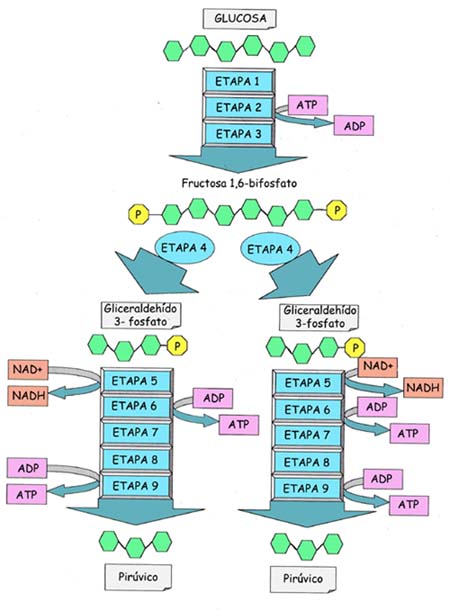 GLUCOSA
ETAPA 1
ETAPA 2
ATP
ETAPA 3
ADP
Fructosa 1,6-bifosfato
P
P
ETAPA 4
ETAPA 4
Gliceraldehído
3- fosfato
P
NAD+
NADH
ETAPA 5
ETAPA 6
ADP
ATP
ETAPA 7
ETAPA 8
ADP
ATP
ETAPA 9
Pirúvico
Gliceraldehído
3-fosfato
P
NAD+
ETAPA 5
NADH
ETAPA 6
ADP
ATP
ETAPA 7
ETAPA 8
ETAPA 9
ADP
ATP
Pirúvico